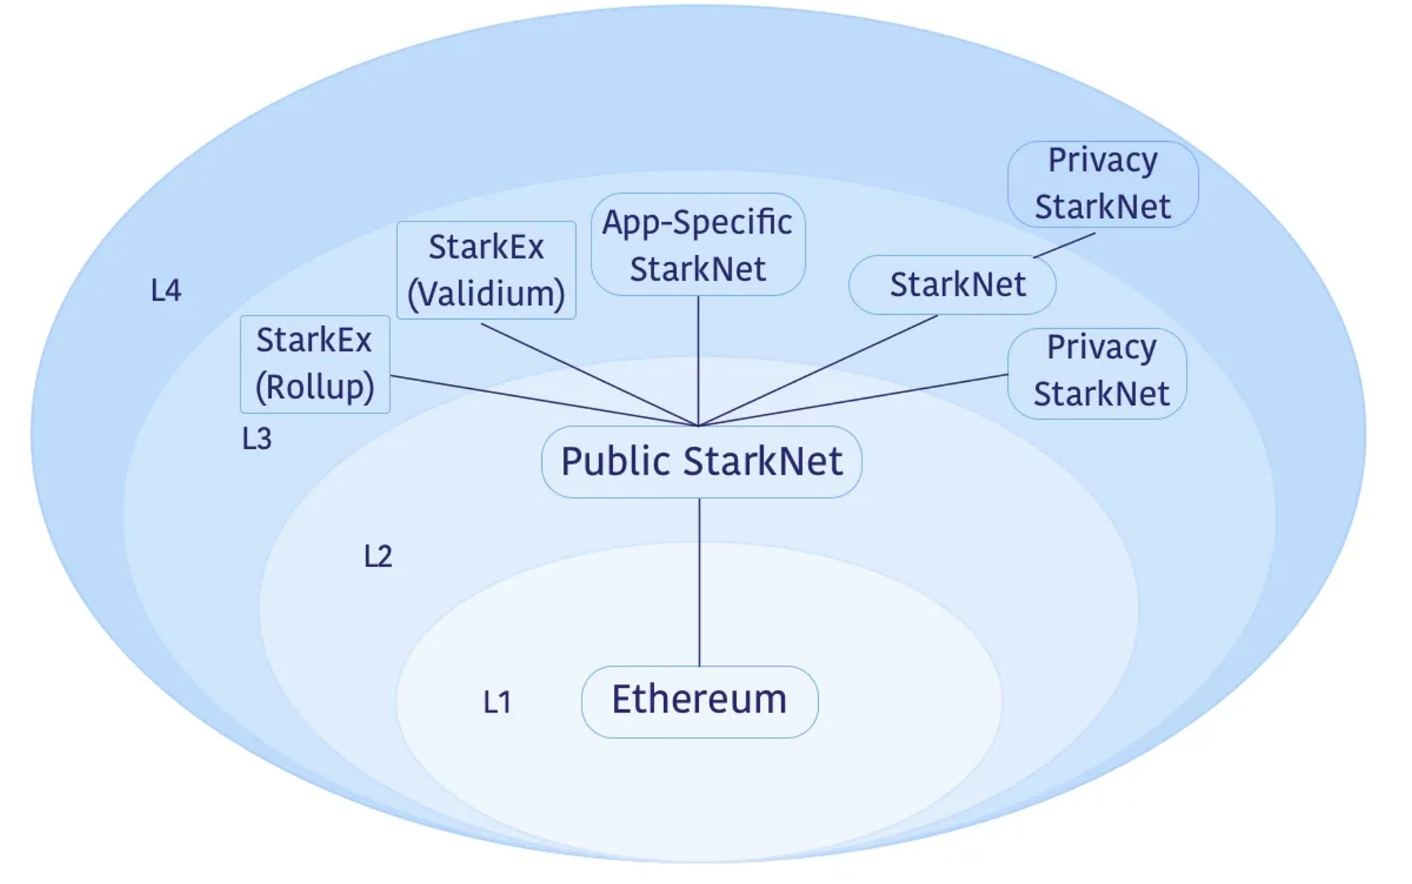 Privacy
StarkNet
App-Specific
StarkNet
StarkEx
(Validium)
StarkNet
L4
StarkEx
(Rollup)
Privacy
StarkNet
L3
Public StarkNet
L2
L1
Ethereum